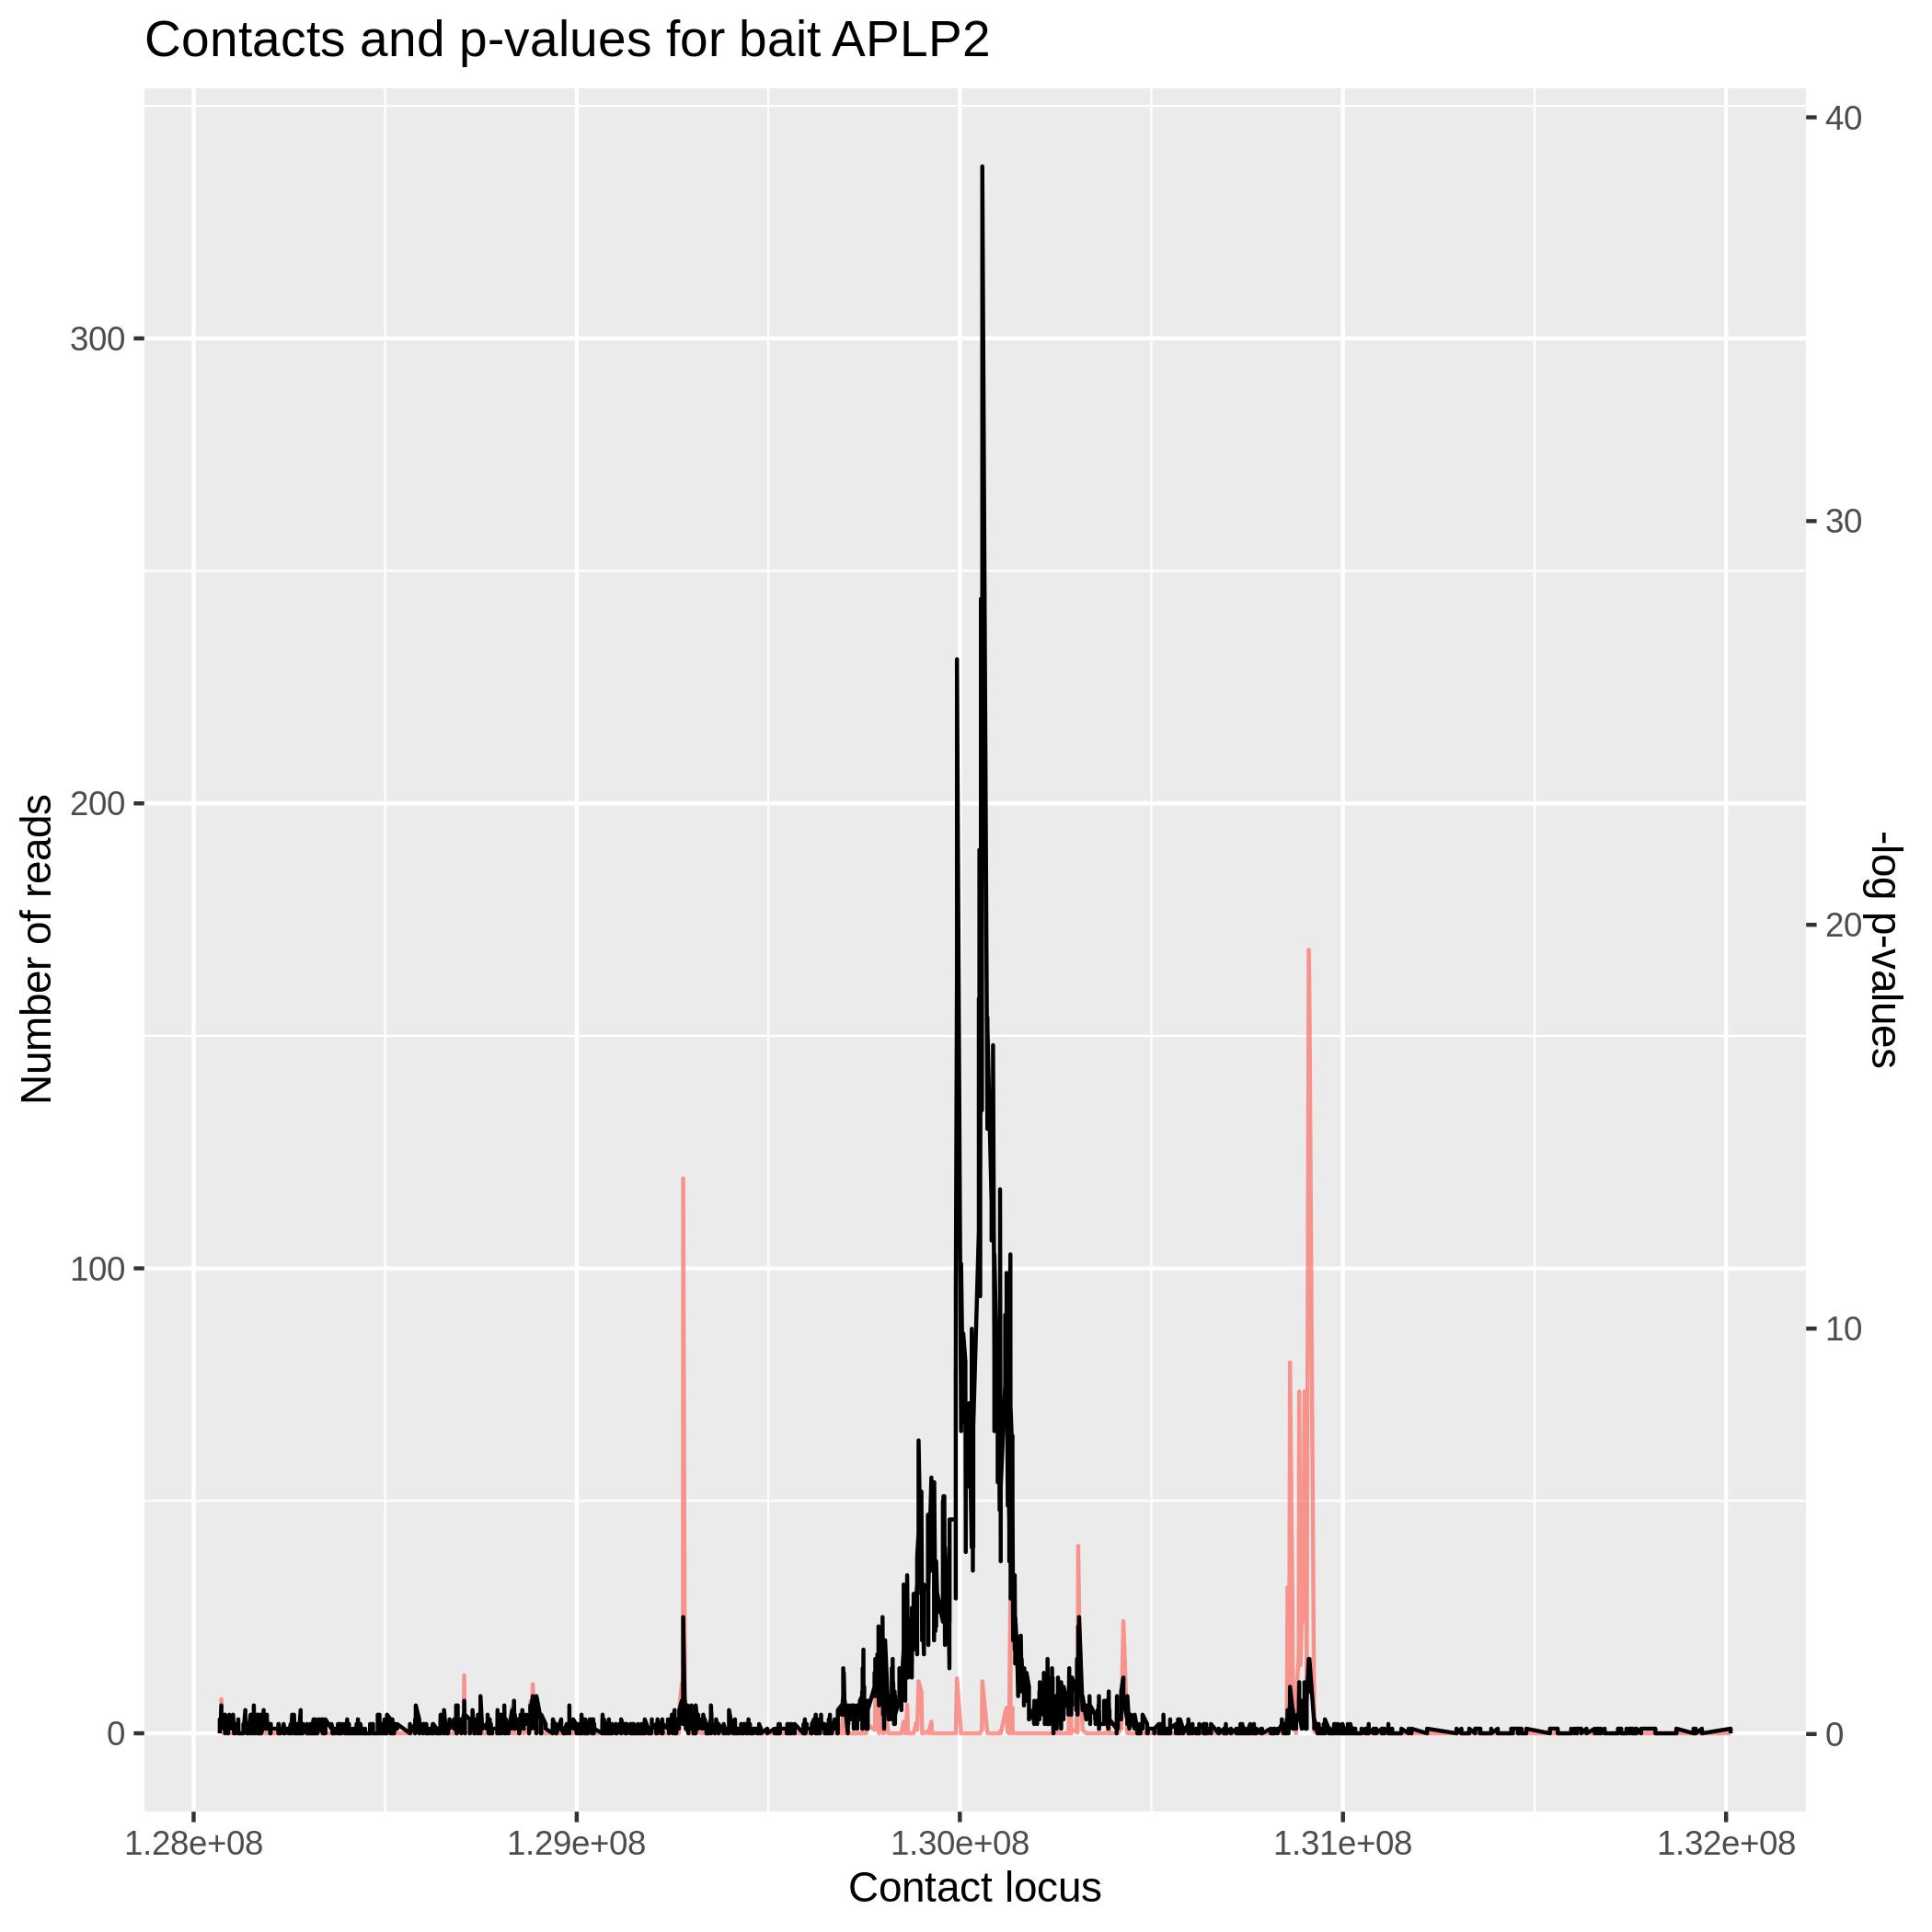 Contacts and p-values for bait APLP2
Number of reads
300
200
100
0
40
30
20
10
0
-log p-values
1.28e+08
1.29e+08
1.30e+08
1.31e+08
1.32e+08
Contact locus